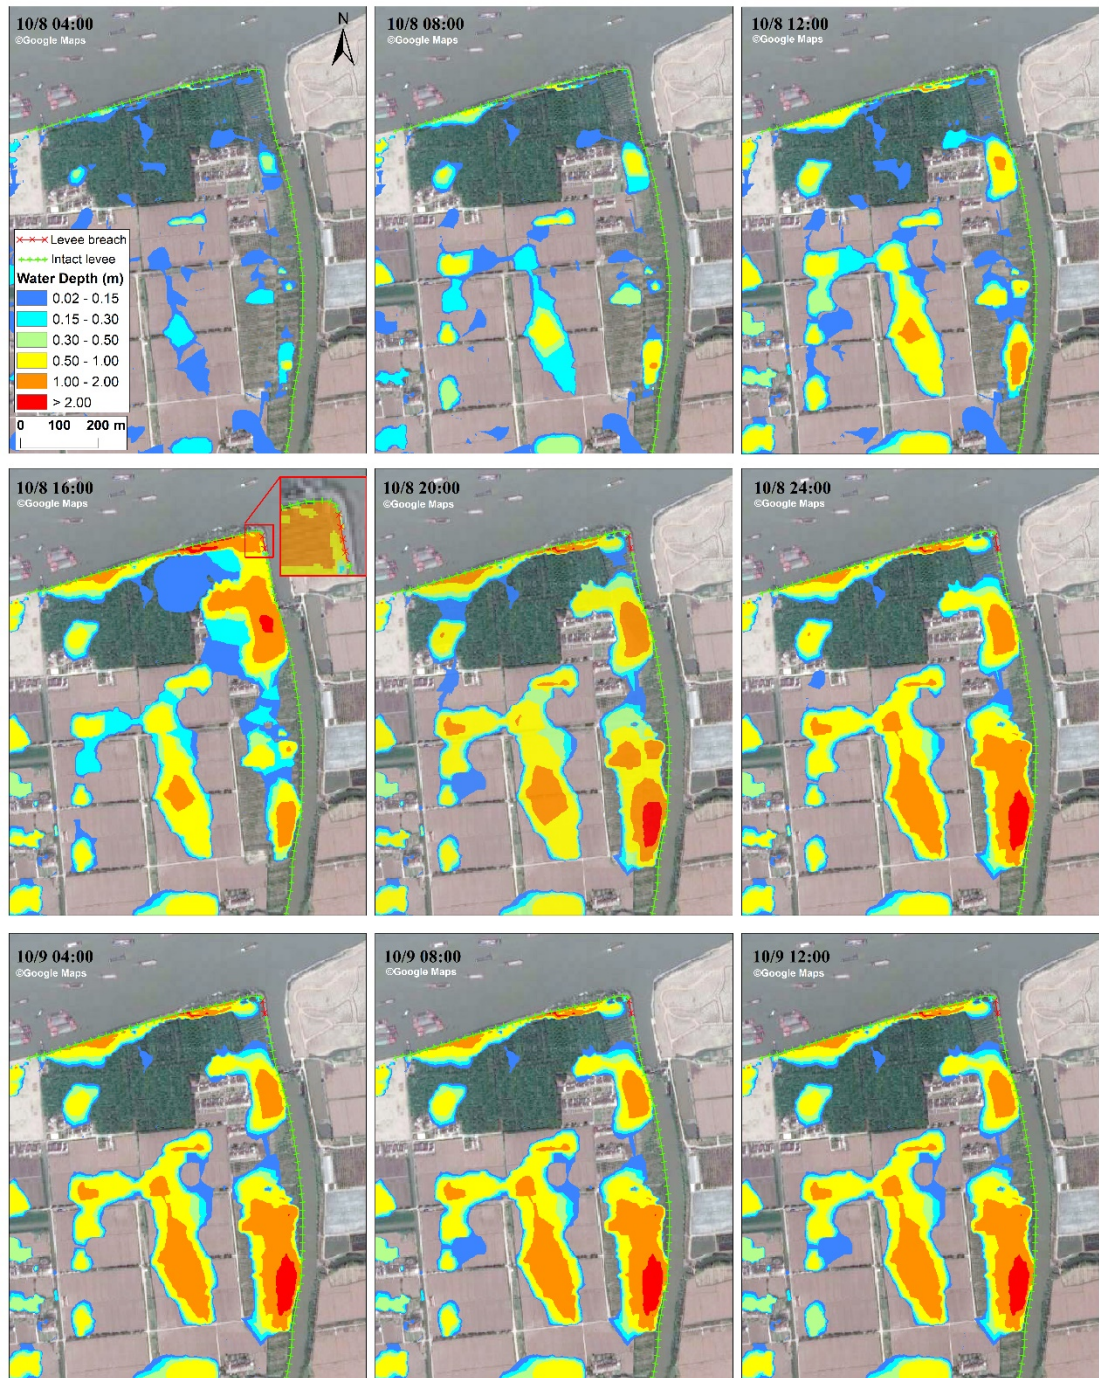 10/8 04:00
©Google Maps
N
Levee breach
Intact levee
Water Depth (m)
0.02 - 0.15
0.15 - 0.30
0.30 - 0.50
0.50 - 1.00
1.00 - 2.00
> 2.00
0 100 200 m
10/8 08:00
©Google Maps
10/8 12:00
©Google Maps
10/8 16:00
©Google Maps
10/8 20:00
©Google Maps
10/8 24:00
©Google Maps
10/9 04:00
©Google Maps
10/9 08:00
©Google Maps
10/9 12:00
©Google Maps